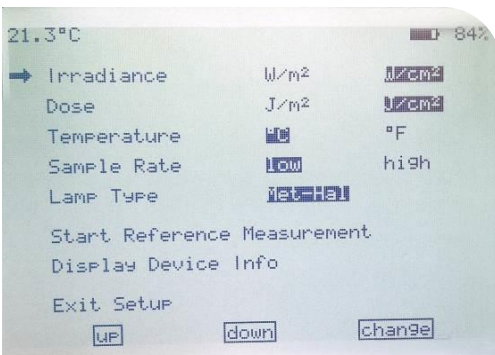 21.3°C 84%
Irradiance W/m² W/cm²
Dose J/m² J/cm²
Temperature °C °F
Sample Rate low high
Lamp Type Met-Hal
Start Reference Measurement
Display Device Info
Exit Setup
up down change